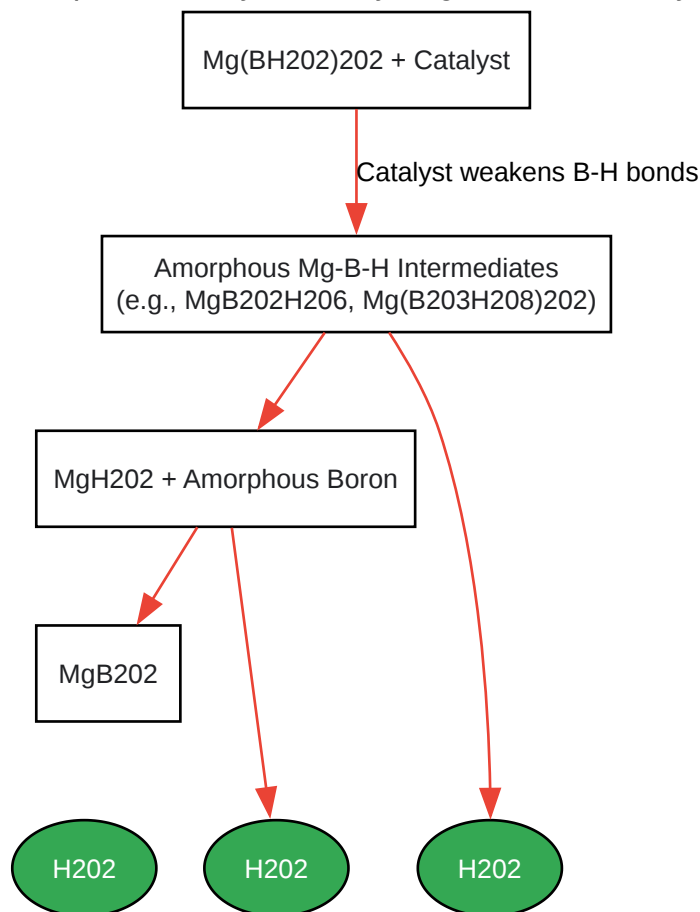 Mg(BH202)202 + Catalyst
Catalyst weakens B-H bonds
Amorphous Mg-B-H Intermediates
(e.g., MgB202H206, Mg(B203H208)202)
MgH202 + Amorphous Boron
MgB202
H202
H202
H202